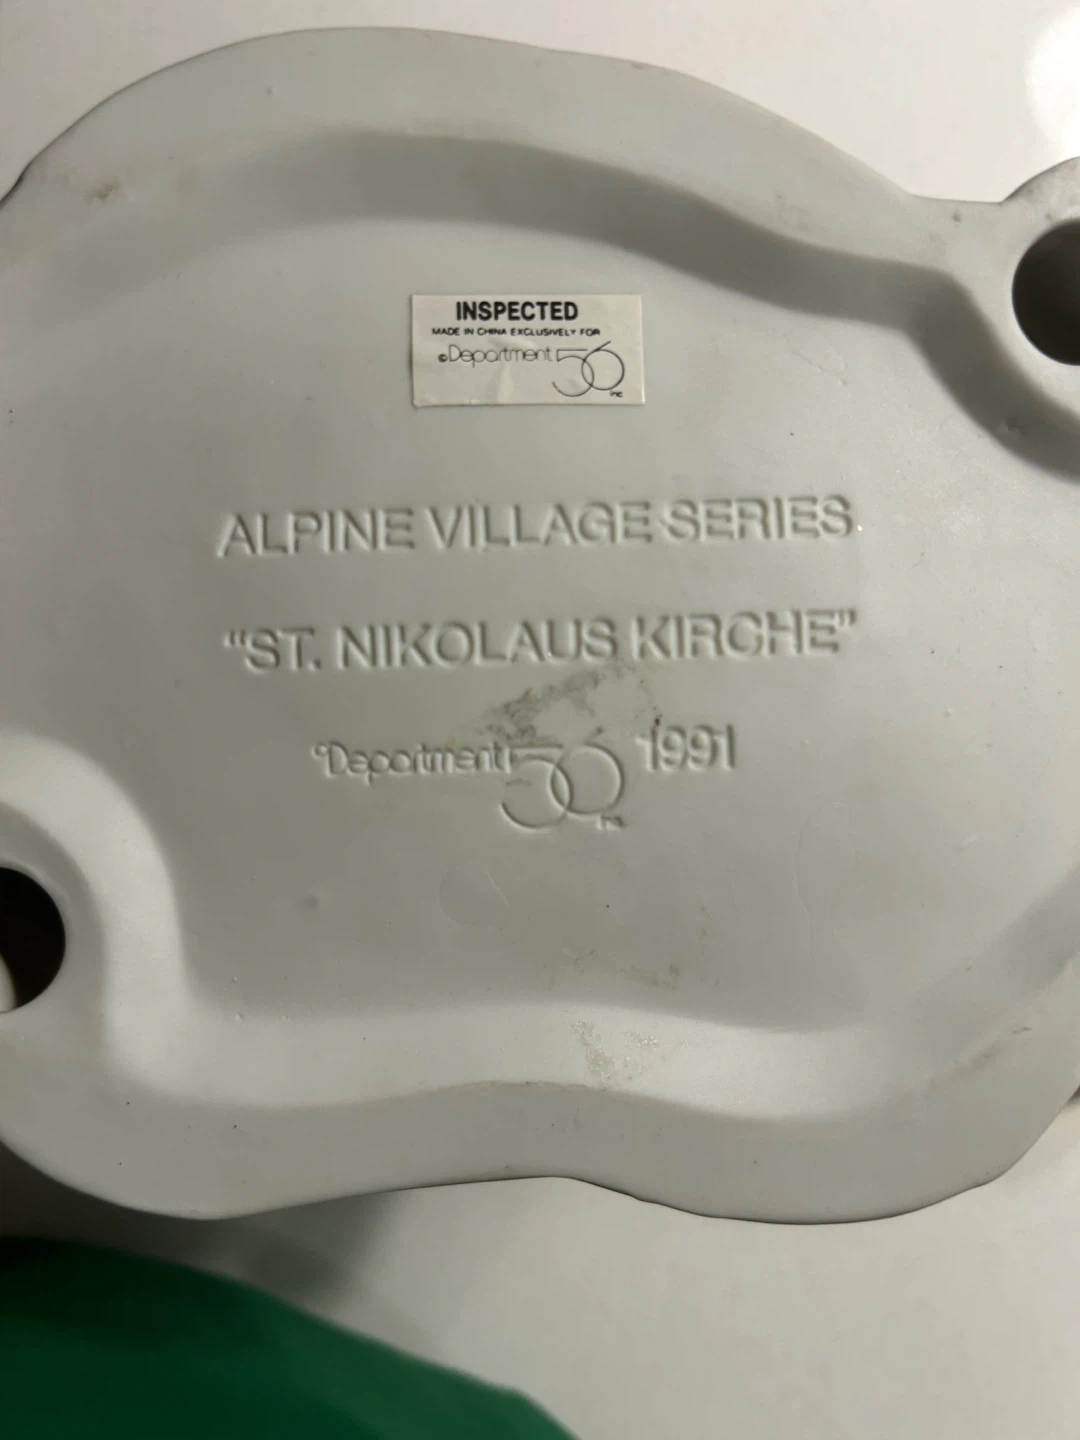 INSPECTED
MADE IN CHINA EXCLUSIVELY FOR
©Department 56 inc
ALPINE VILLAGE SERIES
“ST. NIKOLAUS KIRCHE”
©Department 56 inc 1991